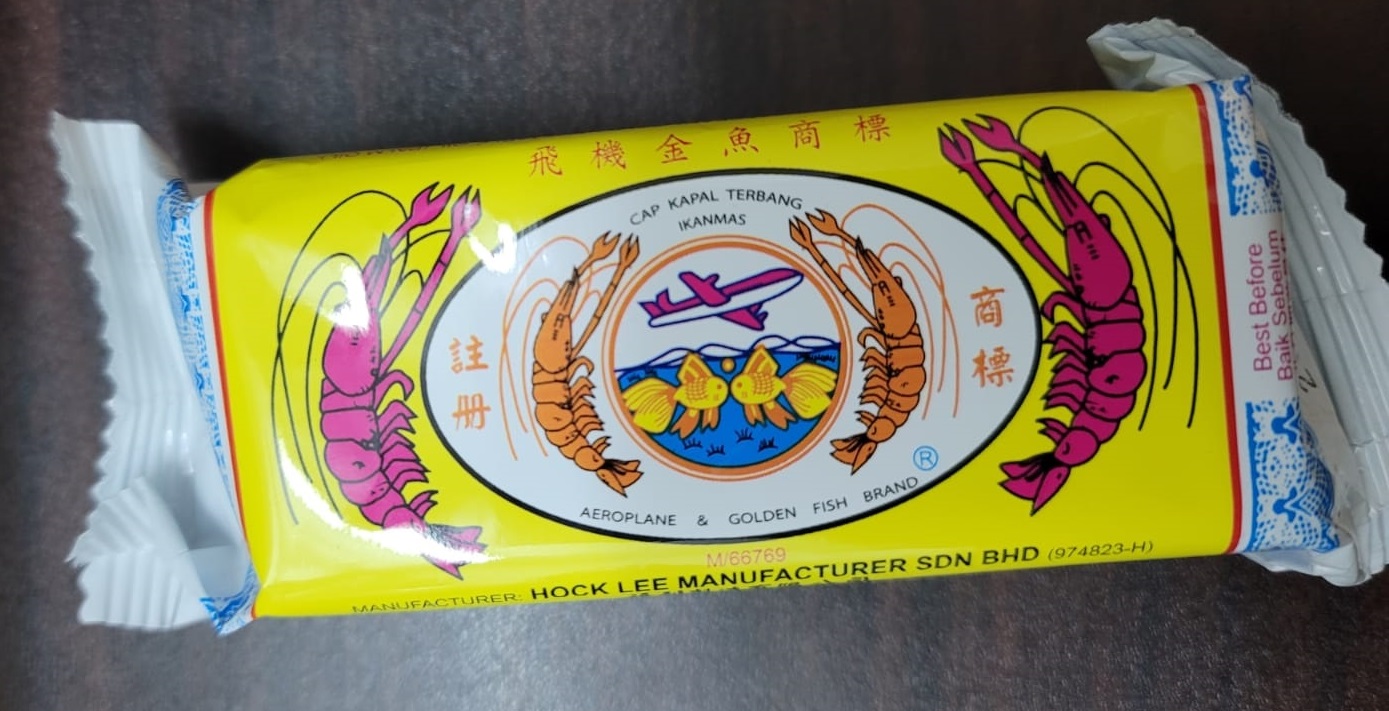 飛機金魚商標
CAP KAPAL TERBANG
IKANMAS
註冊
商標
®
AEROPLANE & GOLDEN FISH BRAND
M/66769
MANUFACTURER: HOCK LEE MANUFACTURER SDN BHD (974823-H)
Best Before
Baik Sebelum